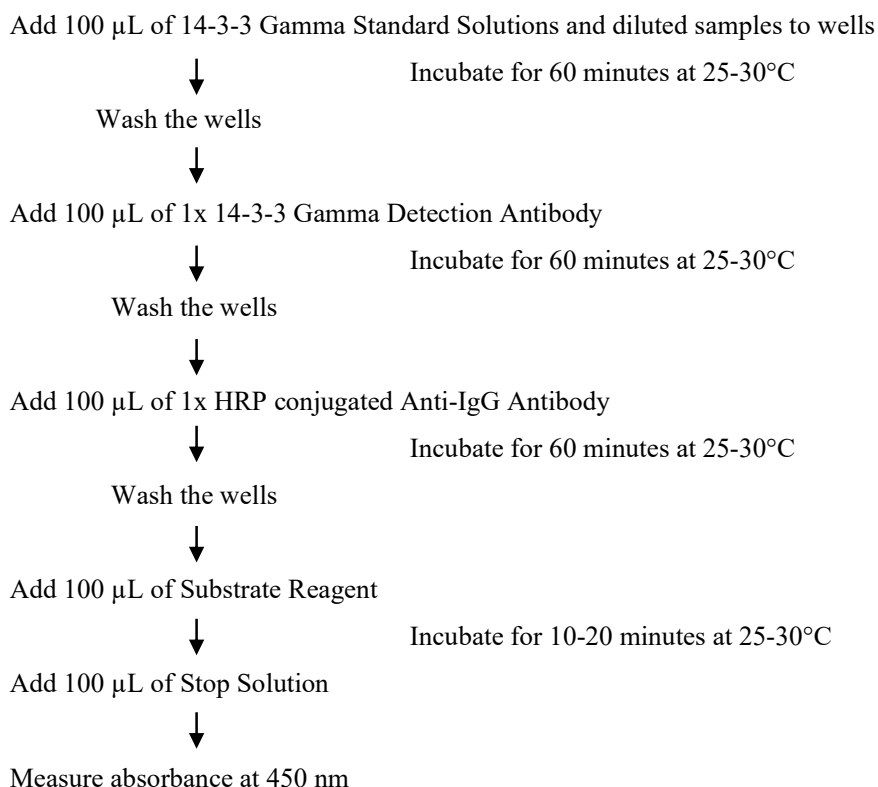 Add 100 µL of 14-3-3 Gamma Standard Solutions and diluted samples to wells
Incubate for 60 minutes at 25-30°C
Wash the wells
Add 100 µL of 1x 14-3-3 Gamma Detection Antibody
Incubate for 60 minutes at 25-30°C
Wash the wells
Add 100 µL of 1x HRP conjugated Anti-IgG Antibody
Incubate for 60 minutes at 25-30°C
Wash the wells
Add 100 µL of Substrate Reagent
Incubate for 10-20 minutes at 25-30°C
Add 100 µL of Stop Solution
Measure absorbance at 450 nm